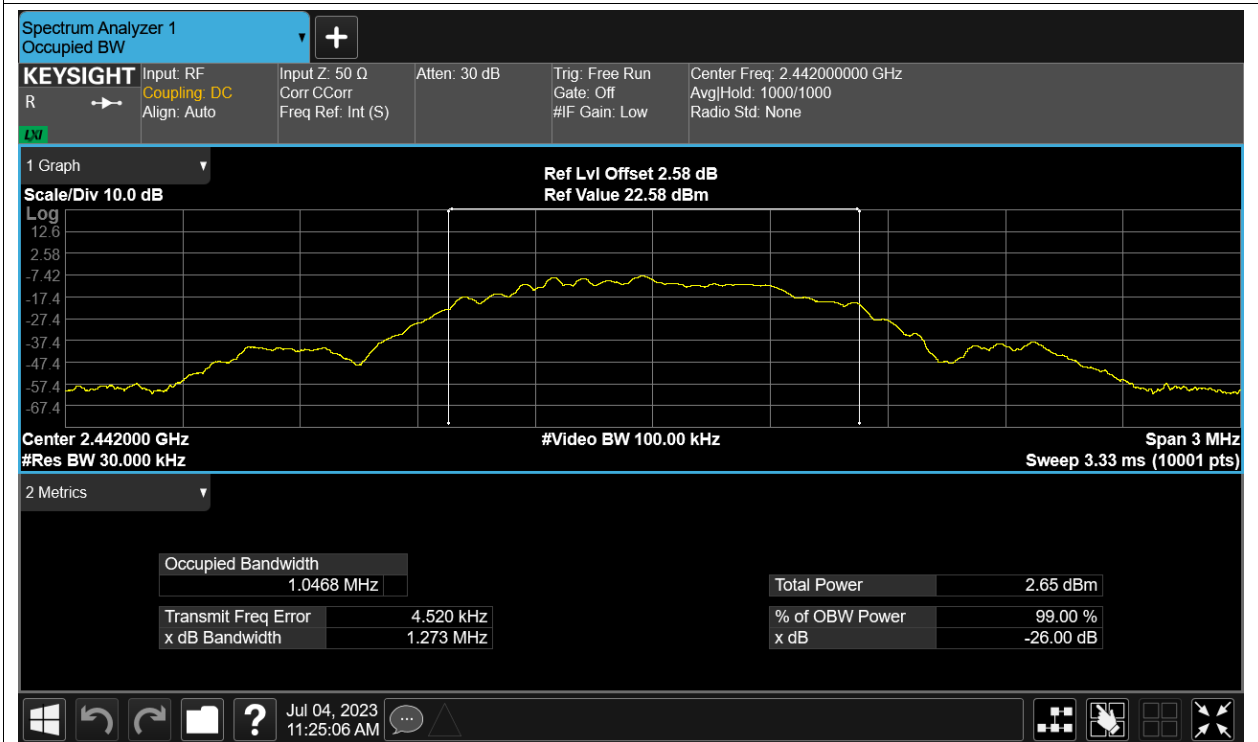 Spectrum Analyzer 1
Occupied BW
▼
+
KEYSIGHT
R
LXI
Input: RF
Coupling: DC
Align: Auto
Input Z: 50 Ω
Corr CCorr
Freq Ref: Int (S)
Atten: 30 dB
Trig: Free Run
Gate: Off
#IF Gain: Low
Center Freq: 2.442000000 GHz
Avg|Hold: 1000/1000
Radio Std: None
1 Graph ▼
Scale/Div 10.0 dB
Ref Lvl Offset 2.58 dB
Ref Value 22.58 dBm
Log
12.6
2.58
-7.42
-17.4
-27.4
-37.4
-47.4
-57.4
-67.4
Center 2.442000 GHz
#Res BW 30.000 kHz
#Video BW 100.00 kHz
Span 3 MHz
Sweep 3.33 ms (10001 pts)
2 Metrics ▼
Occupied Bandwidth
1.0468 MHz
Transmit Freq Error 4.520 kHz
x dB Bandwidth 1.273 MHz
Total Power 2.65 dBm
% of OBW Power 99.00 %
x dB -26.00 dB
?
Jul 04, 2023
11:25:06 AM